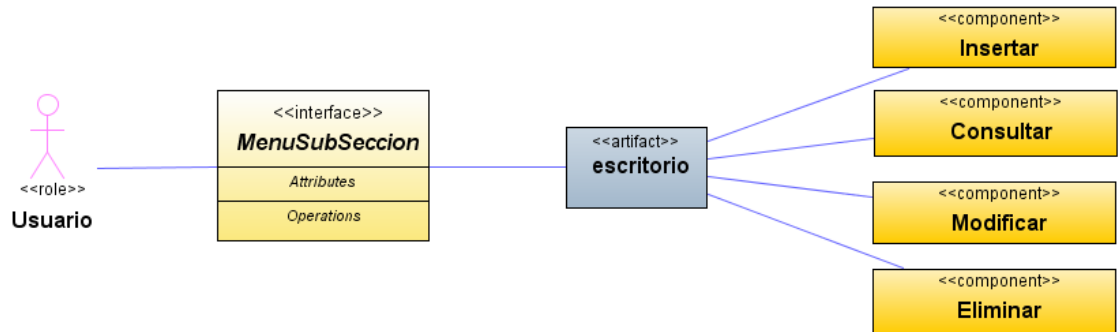 <<role>>
Usuario
<<interface>>
MenuSubSeccion
Attributes
Operations
<<artifact>>
escritorio
<<component>>
Insertar
<<component>>
Consultar
<<component>>
Modificar
<<component>>
Eliminar